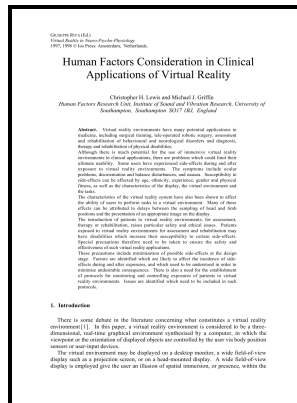 GIUSEPPE RIVA (Ed.)
Virtual Reality in Neuro-Psycho-Physiology
1997, 1998 © Ios Press: Amsterdam, Netherlands.
Human Factors Consideration in Clinical
Applications of Virtual Reality
Christopher H. Lewis and Michael J. Griffin
Human Factors Research Unit, Institute of Sound and Vibration Research, University of
Southampton, Southampton SO17 1BJ, England
Abstract. Virtual reality environments have many potential applications in
medicine, including surgical training, tele-operated robotic surgery, assessment
and rehabilitation of behavioural and neurological disorders and diagnosis,
therapy and rehabilitation of physical disabilities.
Although there is much potential for the use of immersive virtual reality
environments in clinical applications, there are problems which could limit their
ultimate usability. Some users have experienced side-effects during and after
exposure to virtual reality environments. The symptoms include ocular
problems, disorientation and balance disturbances, and nausea. Susceptibility to
side-effects can be affected by age, ethnicity, experience, gender and physical
fitness, as well as the characteristics of the display, the virtual environment and
the tasks.
The characteristics of the virtual reality system have also been shown to affect
the ability of users to perform tasks in a virtual environment. Many of these
effects can be attributed to delays between the sampling of head and limb
positions and the presentation of an appropriate image on the display.
The introduction of patients to virtual reality environments, for assessment,
therapy or rehabilitation, raises particular safety and ethical issues. Patients
exposed to virtual reality environments for assessment and rehabilitation may
have disabilities which increase their susceptibility to certain side-effects.
Special precautions therefore need to be taken to ensure the safety and
effectiveness of such virtual reality applications.
These precautions include minimisation of possible side-effects at the design
stage. Factors are identified which are likely to affect the incidence of side-
effects during and after exposures, and which need to be understood in order to
minimise undesirable consequences. There is also a need for the establishment
of protocols for monitoring and controlling exposures of patients to virtual
reality environments. Issues are identified which need to be included in such
protocols.
1. Introduction
There is some debate in the literature concerning what constitutes a virtual reality
environment [1]. In this paper, a virtual reality environment is considered to be a three-
dimensional, real-time graphical environment synthesised by a computer, in which the
viewpoint or the orientation of displayed objects are controlled by the user via body position
sensors or user-input devices.
The virtual environment may be displayed on a desktop monitor, a wide field-of-view
display such as a projection screen, or on a head-mounted display. A wide field-of-view
display is employed give the user an illusion of spatial immersion, or presence, within the